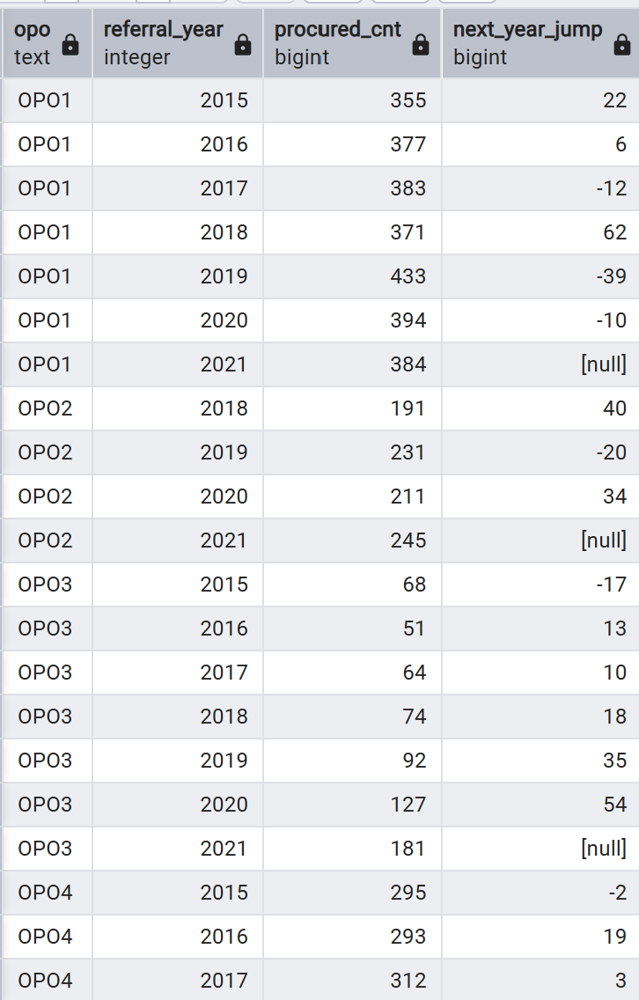 opo referral_year procured_cnt next_year_jump
text integer bigint bigint
OPO1 2015 355 22
OPO1 2016 377 6
OPO1 2017 383 -12
OPO1 2018 371 62
OPO1 2019 433 -39
OPO1 2020 394 -10
OPO1 2021 384 [null]
OPO2 2018 191 40
OPO2 2019 231 -20
OPO2 2020 211 34
OPO2 2021 245 [null]
OPO3 2015 68 -17
OPO3 2016 51 13
OPO3 2017 64 10
OPO3 2018 74 18
OPO3 2019 92 35
OPO3 2020 127 54
OPO3 2021 181 [null]
OPO4 2015 295 -2
OPO4 2016 293 19
OPO4 2017 312 3